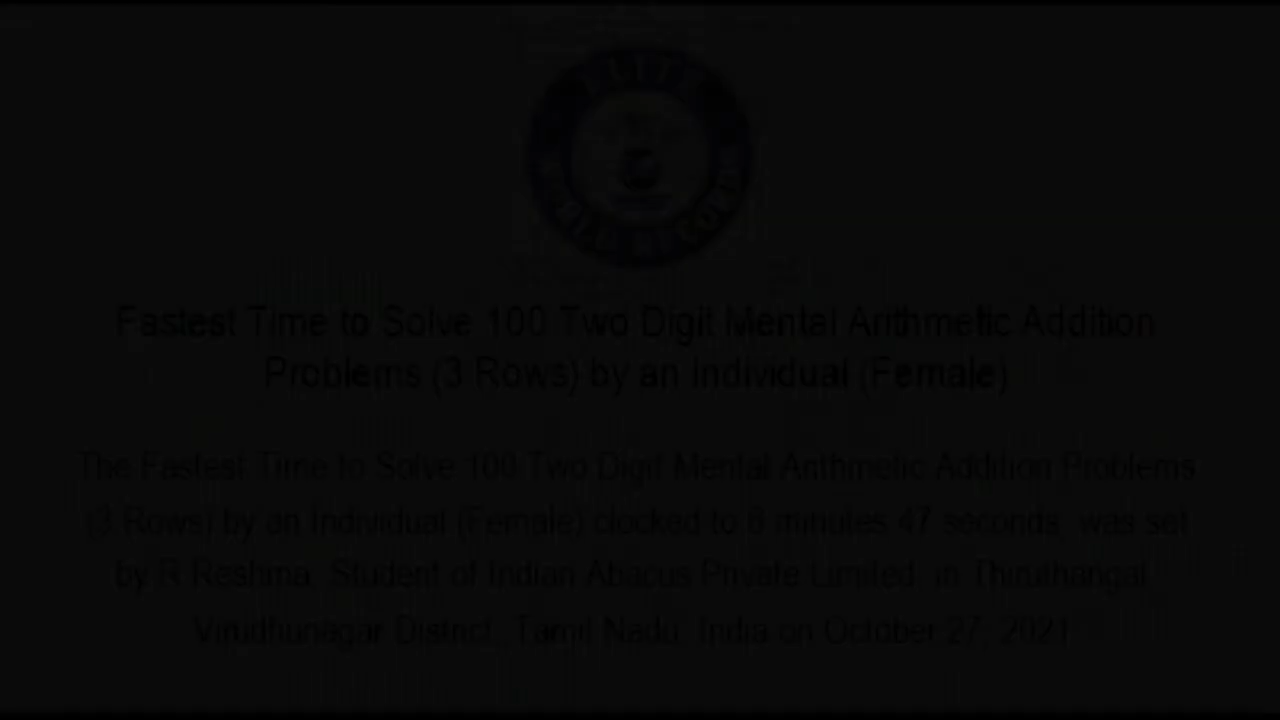 ELITE
WORLD RECORDS
Fastest Time to Solve 100 Two Digit Mental Arithmetic Addition
Problems (3 Rows) by an Individual (Female)
The Fastest Time to Solve 100 Two Digit Mental Arithmetic Addition Problems
(3 Rows) by an Individual (Female) clocked to minutes 47 seconds, was set
by R Reshma, Student of Indian Abacus Private Limited, in Thiruthangal,
Virudhunagar District, Tamil Nadu, India on October 27, 2021